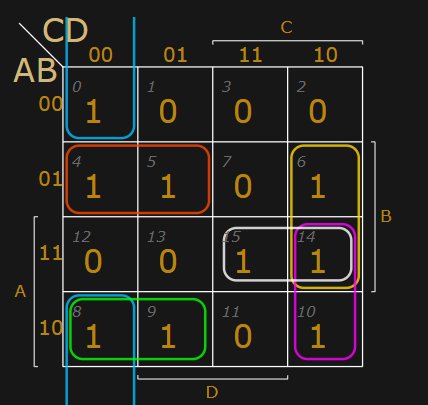 CD
C
00 01 11 10
AB
00 0 1 1 0 3 0 2 0
01 4 1 5 1 7 0 6 1
B
11 12 0 13 0 15 1 14 1
A
10 8 1 9 1 11 0 10 1
D